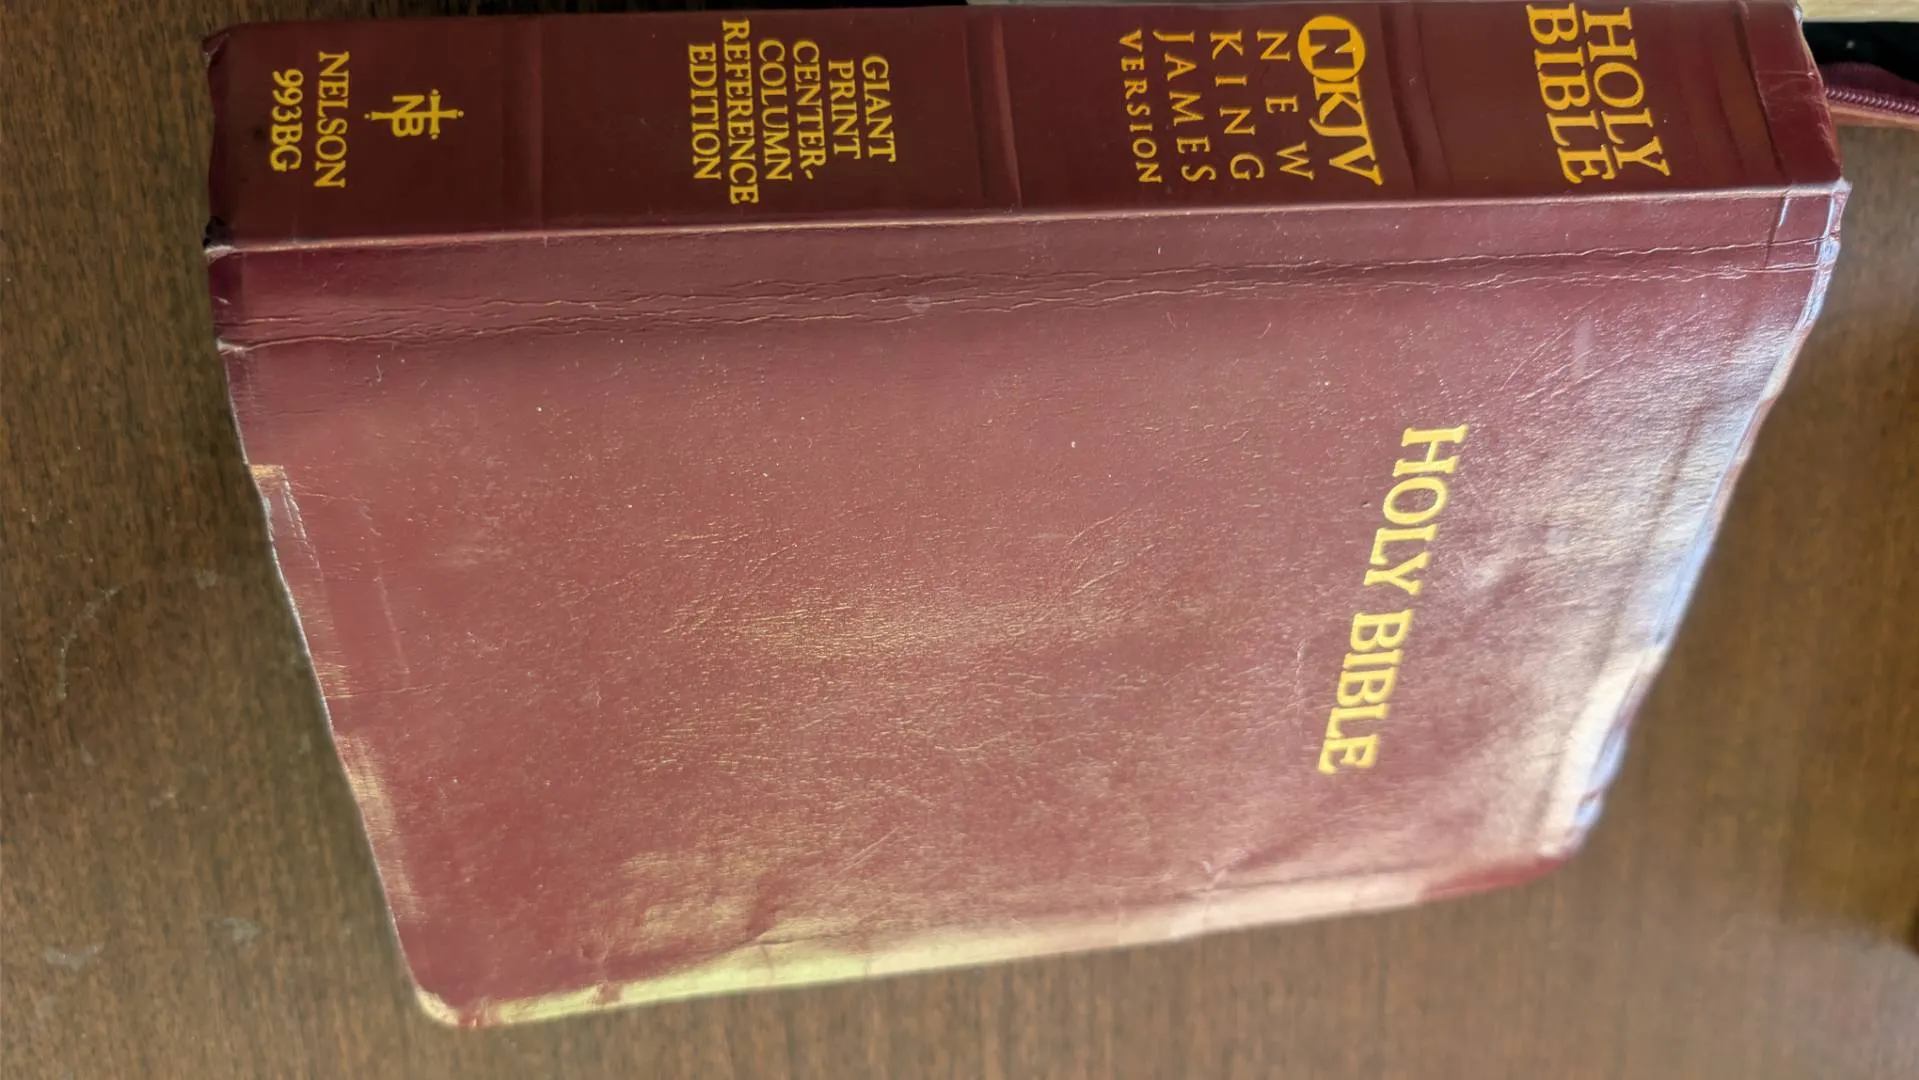 HOLY
BIBLE
NKJV
NEW
KING
JAMES
VERSION
GIANT
PRINT
CENTER-
COLUMN
REFERENCE
EDITION
NB
NELSON
993BG
HOLY BIBLE